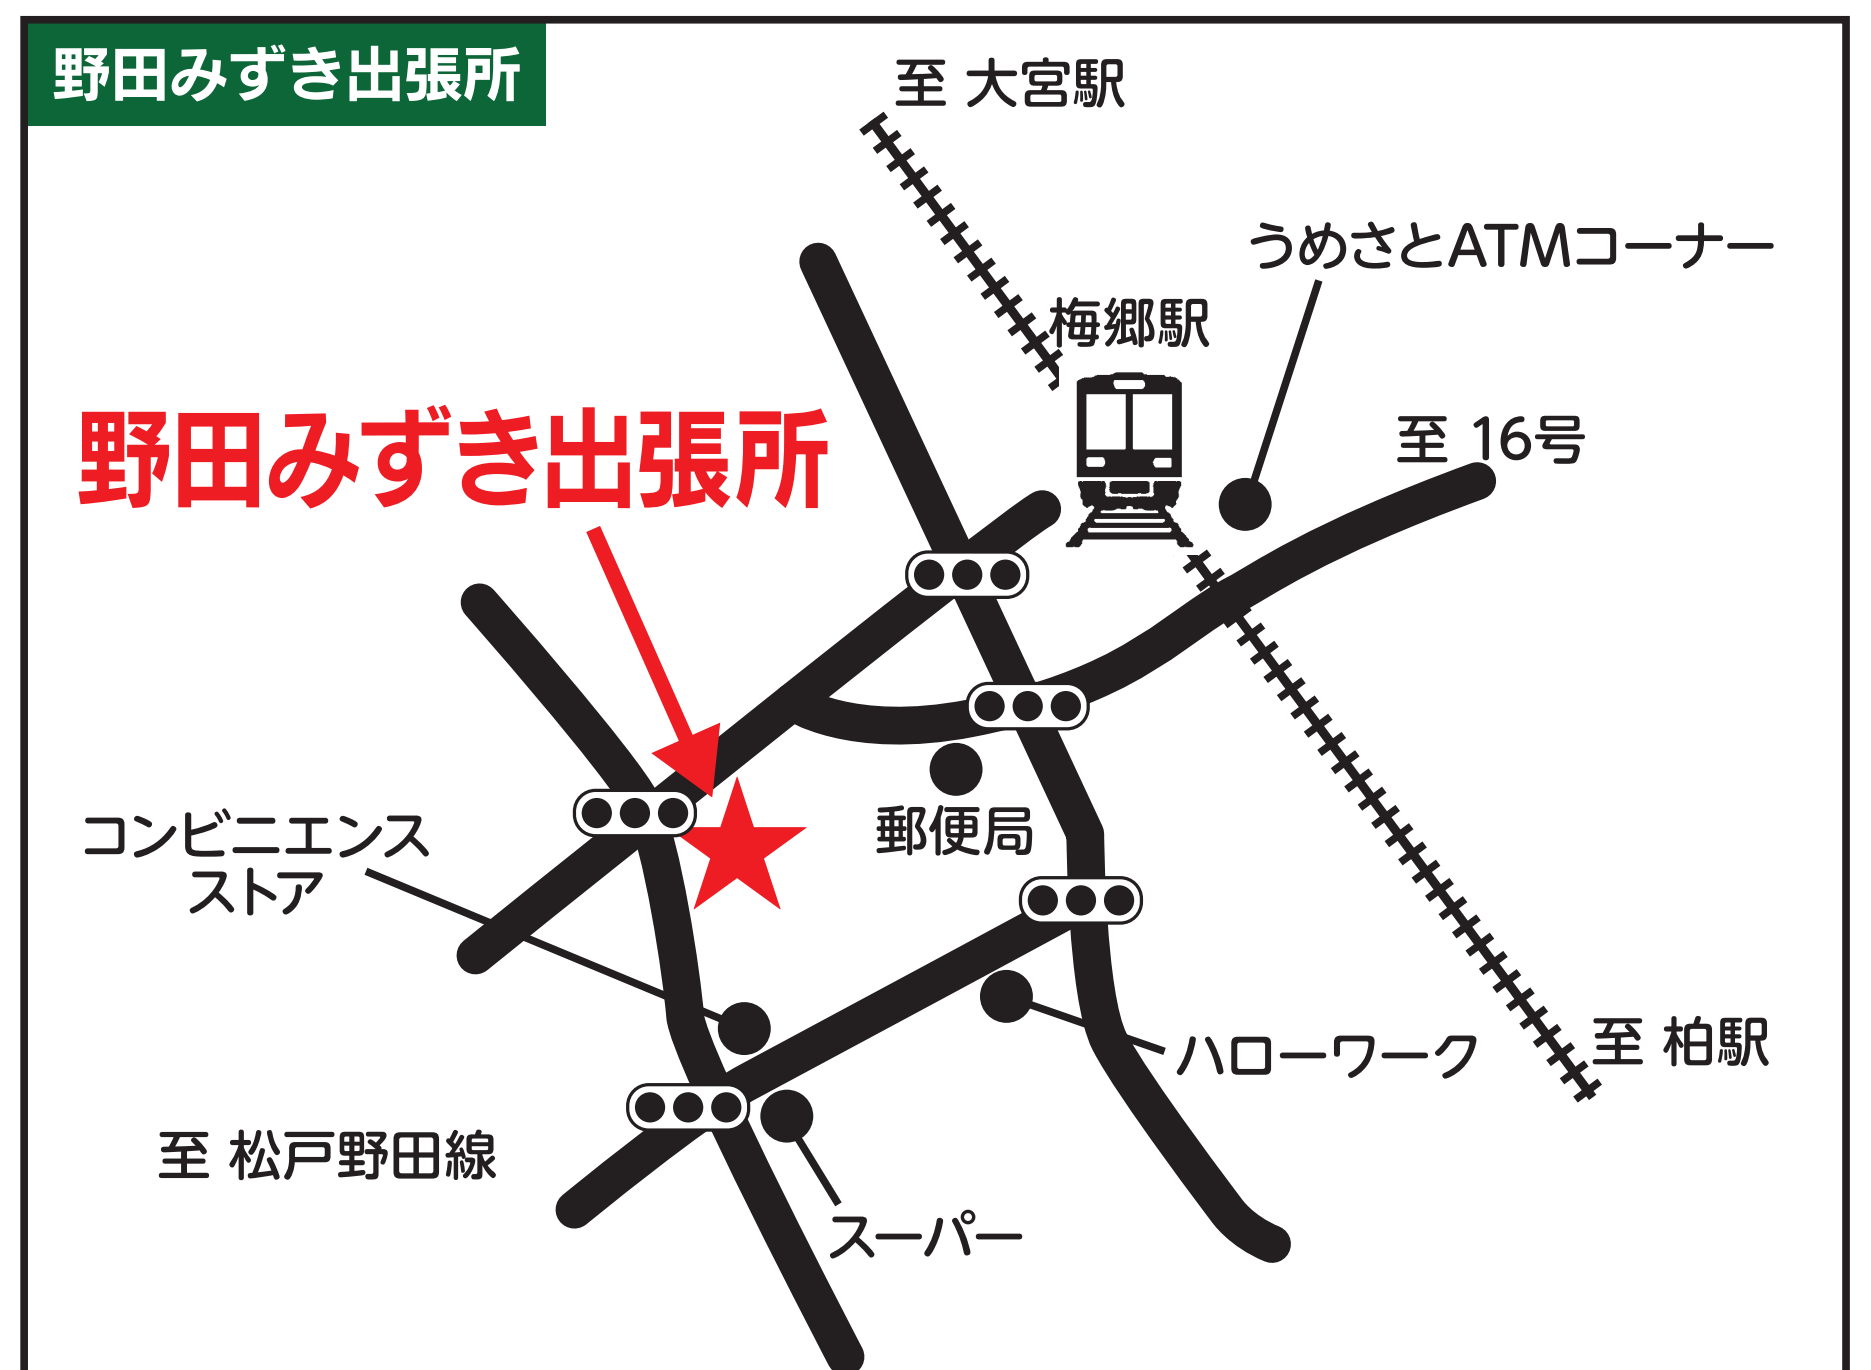 野田みずき出張所
至 大宮駅
うめさとATMコーナー
梅郷駅
野田みずき出張所
至 16号
コンビニエンス
ストア
郵便局
ハローワーク
至 柏駅
至 松戸野田線
スーパー